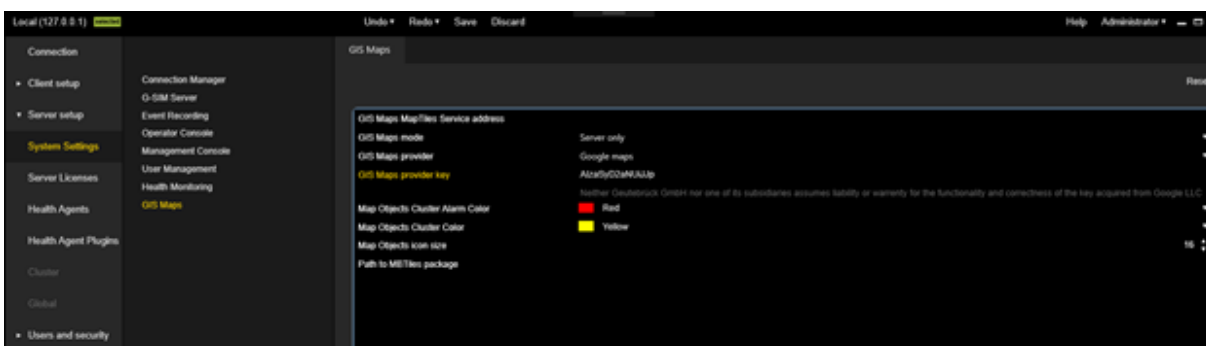 Local (127.0.0.1) selected Undo Redo Save Discard Help Administrator
Connection
Client setup
Server setup
System Settings
Server Licenses
Health Agents
Health Agent Plugins
Cluster
Global
Users and security
Connection Manager
G-SIM Server
Event Recording
Operator Console
Management Console
User Management
Health Monitoring
GIS Maps
GIS Maps
Rese
GIS Maps MapTiles Service address
GIS Maps mode Server only
GIS Maps provider Google maps
GIS Maps provider key
Neither Geutebrück GmbH nor one of its subsidiaries assumes liability or warrenty for the functionality and correctness of the key acquired from Google LLC
Map Objects Cluster Alarm Color Red
Map Objects Cluster Color Yellow
Map Objects icon size 16
Path to MBTiles package